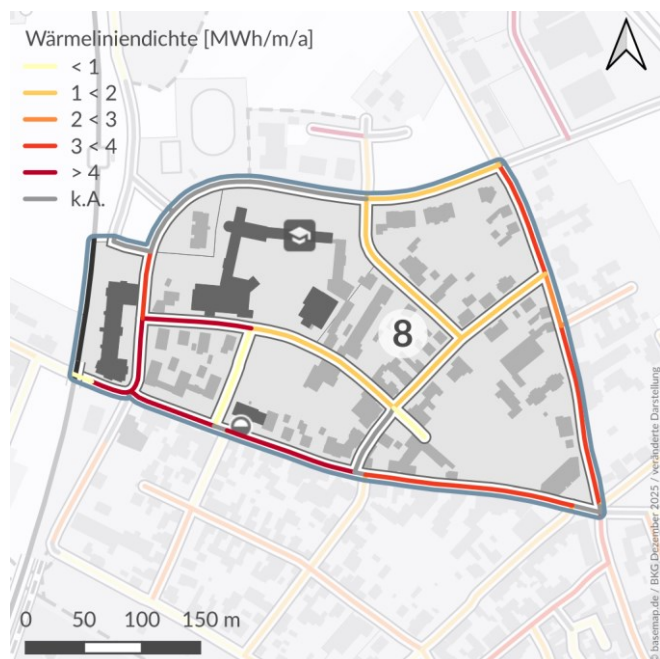 Wärmeliniendichte [MWh/m/a]
< 1
1 < 2
2 < 3
3 < 4
> 4
k.A.
8
0 50 100 150 m
© basemap.de / BKG Dezember 2025 / veränderte Darstellung